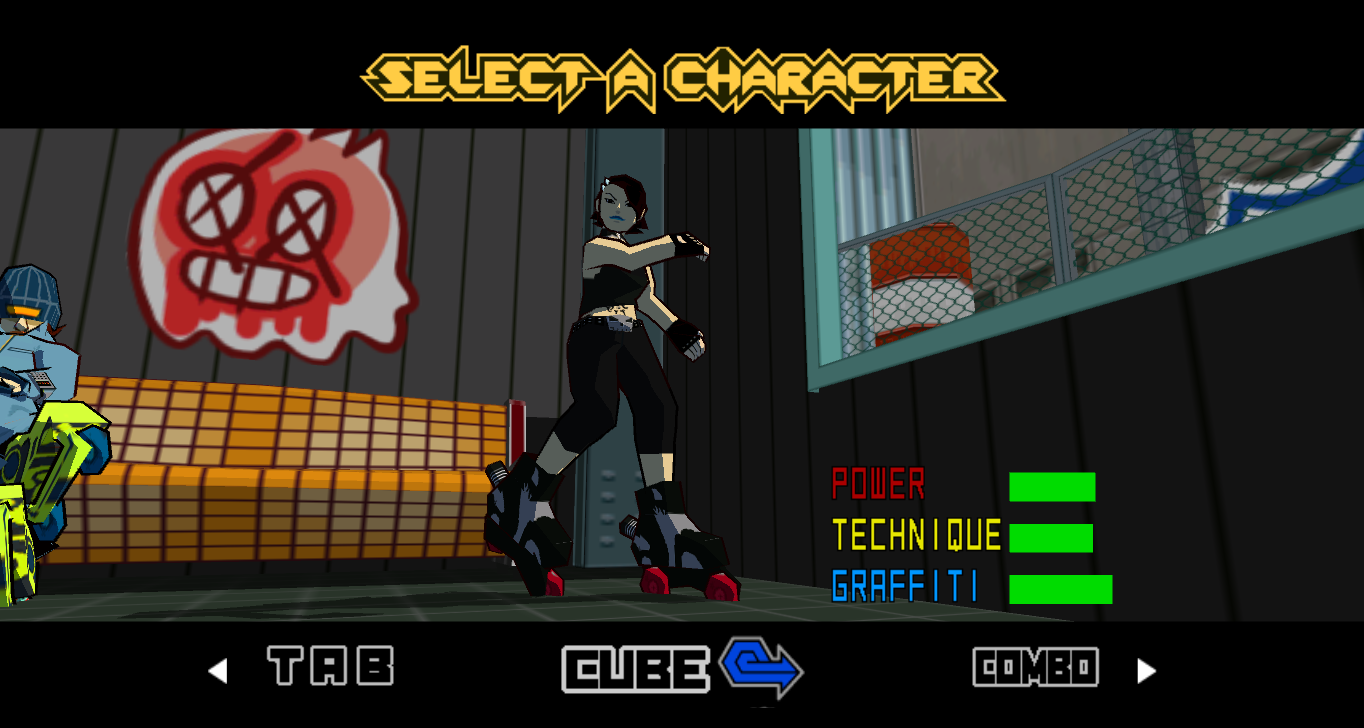 SELECT A CHARACTER
POWER
TECHNIQUE
GRAFFITI
TAB CUBE COMBO